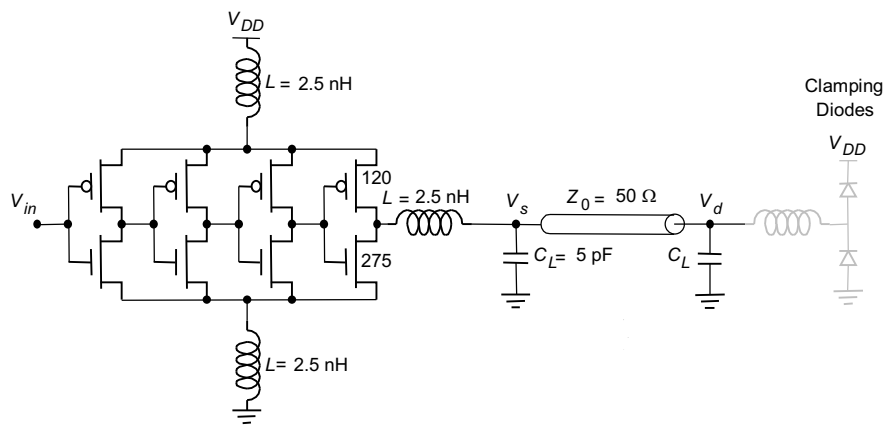 V_DD
L = 2.5 nH
Clamping
Diodes
V_DD
120
L = 2.5 nH
V_s
Z_0 = 50 Ω
V_d
V_in
275
C_L = 5 pF
C_L
L = 2.5 nH